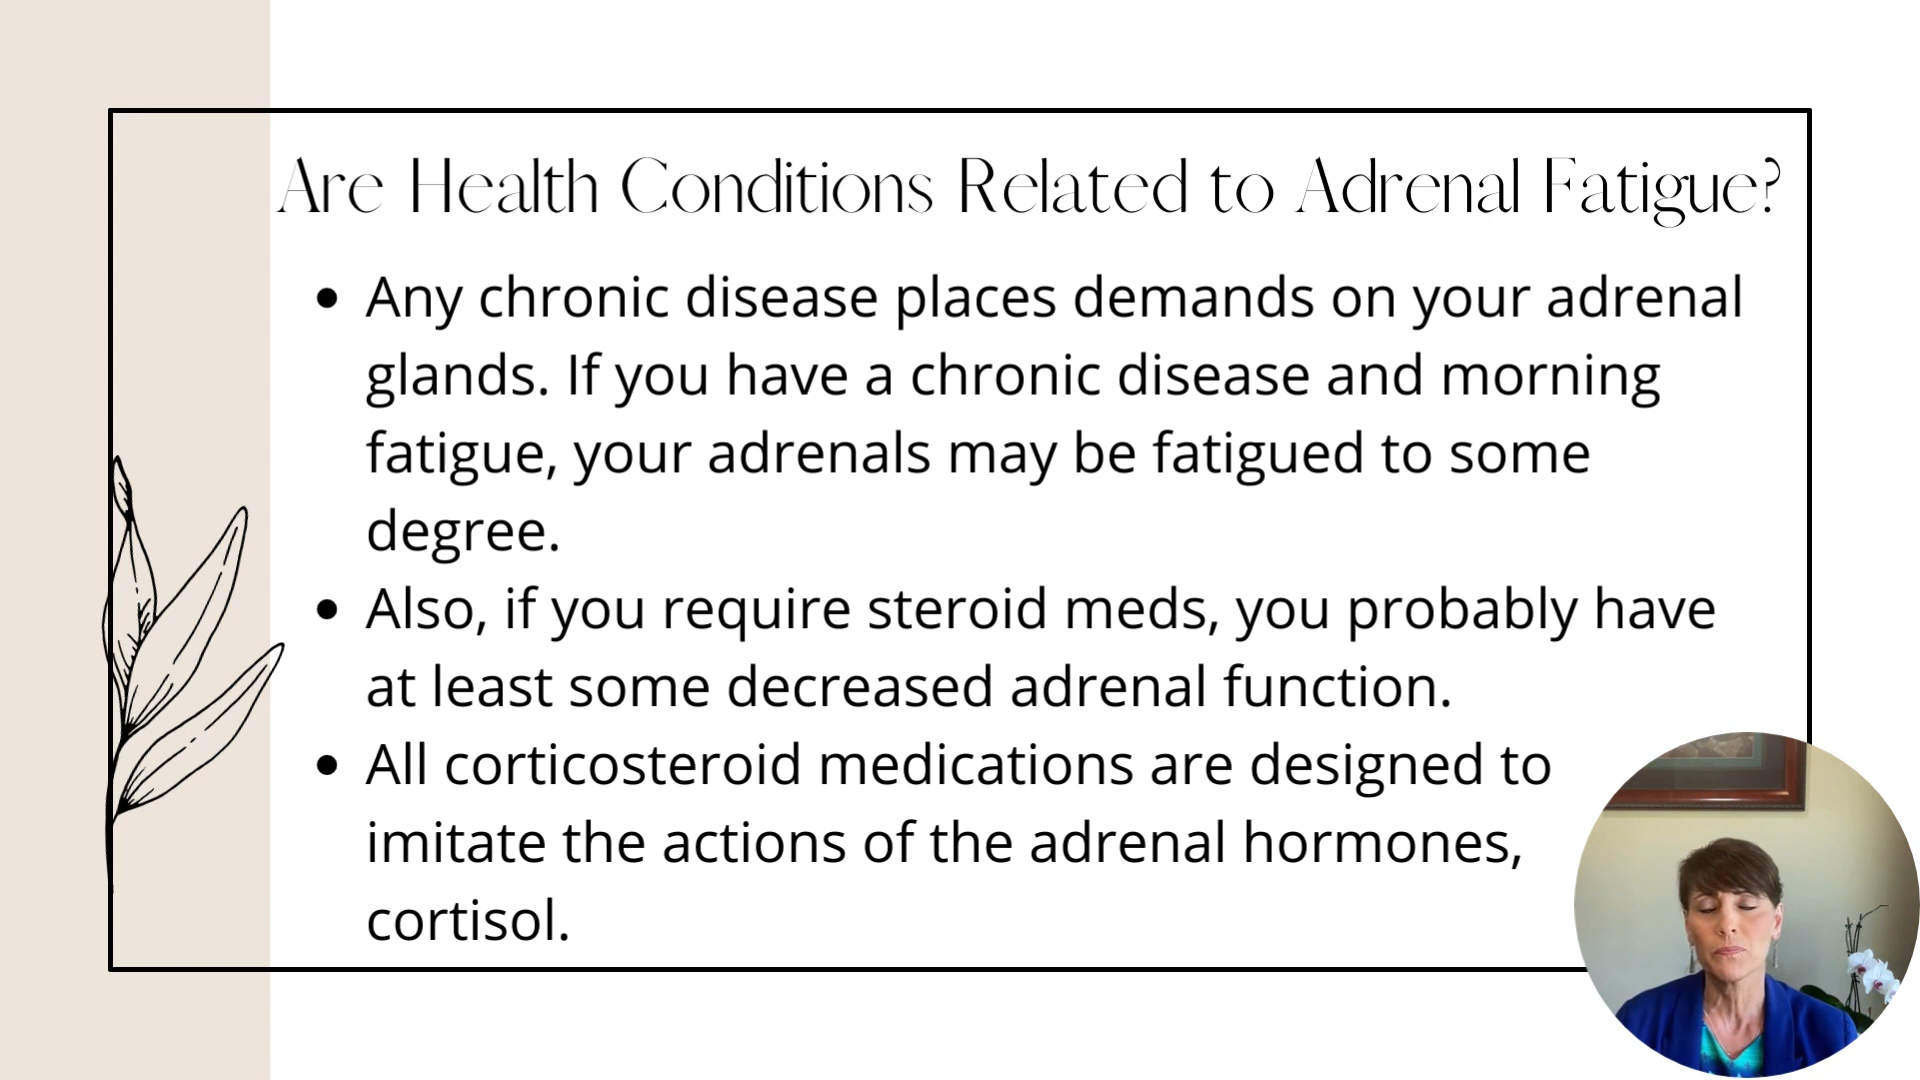 Are Health Conditions Related to Adrenal Fatigue?
• Any chronic disease places demands on your adrenal
glands. If you have a chronic disease and morning
fatigue, your adrenals may be fatigued to some
degree.
• Also, if you require steroid meds, you probably have
at least some decreased adrenal function.
• All corticosteroid medications are designed to
imitate the actions of the adrenal hormones,
cortisol.